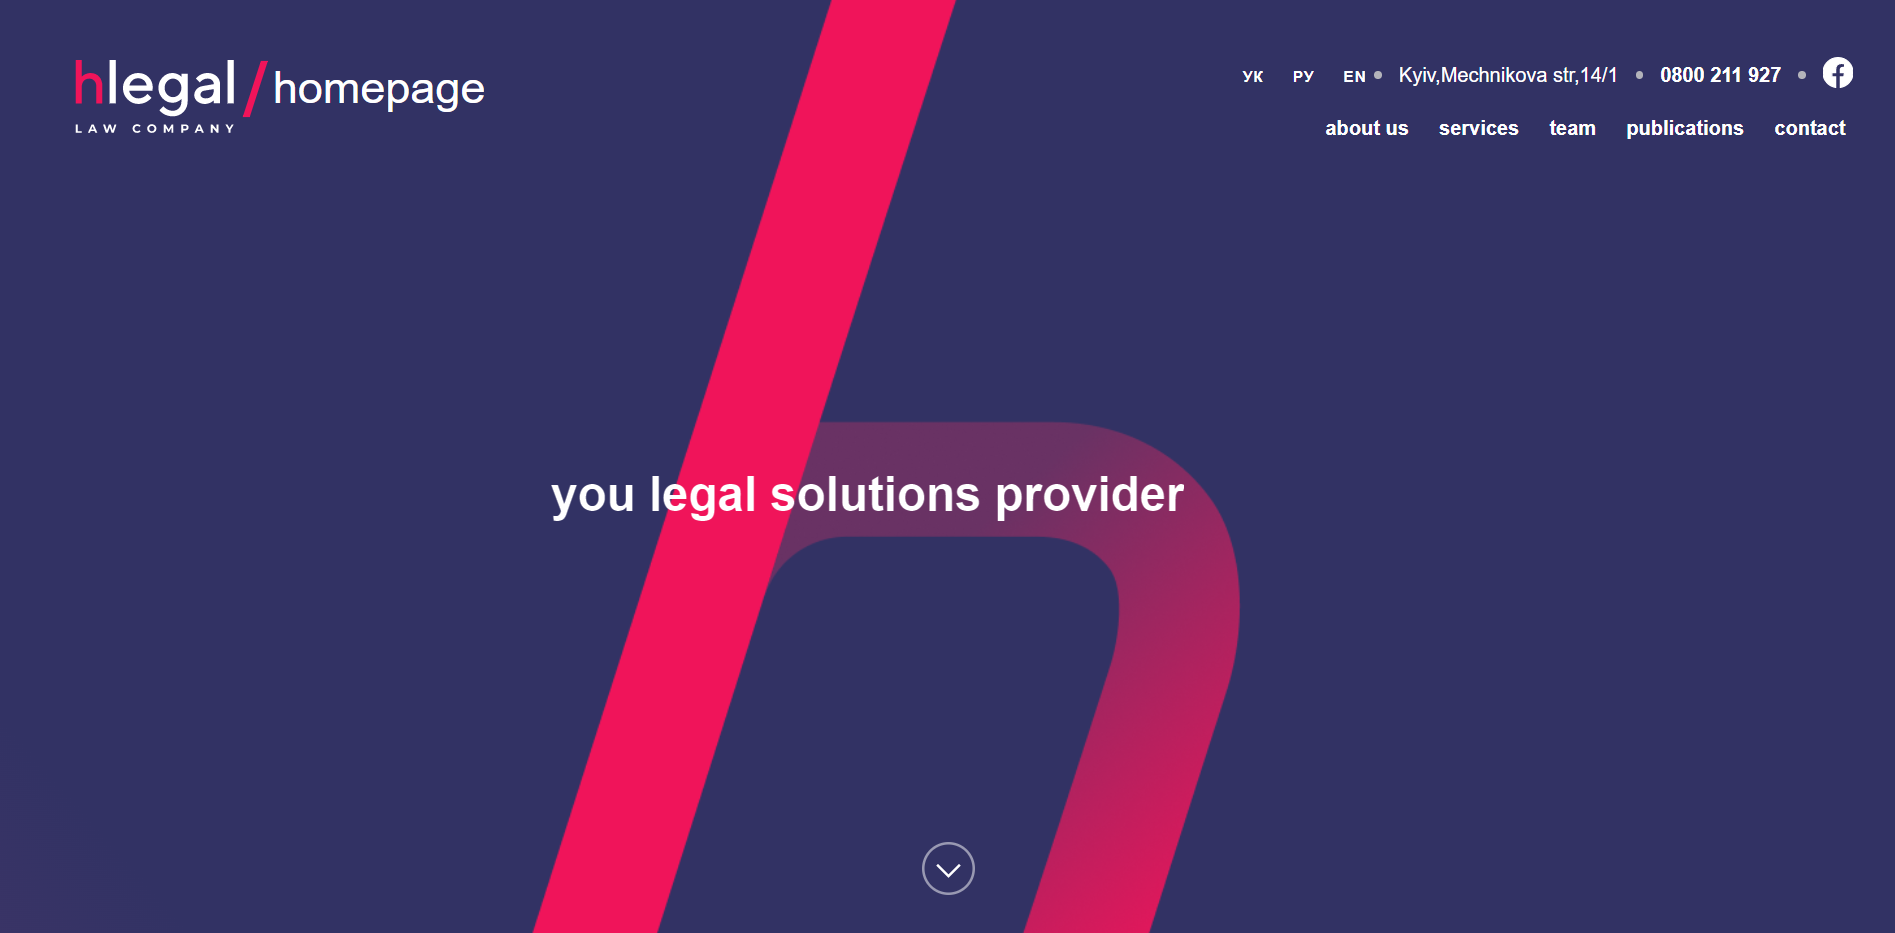 hlegal/homepage
LAW COMPANY
УК РУ EN • Kyiv,Mechnikova str,14/1 • 0800 211 927 •
about us services team publications contact
you legal solutions provider